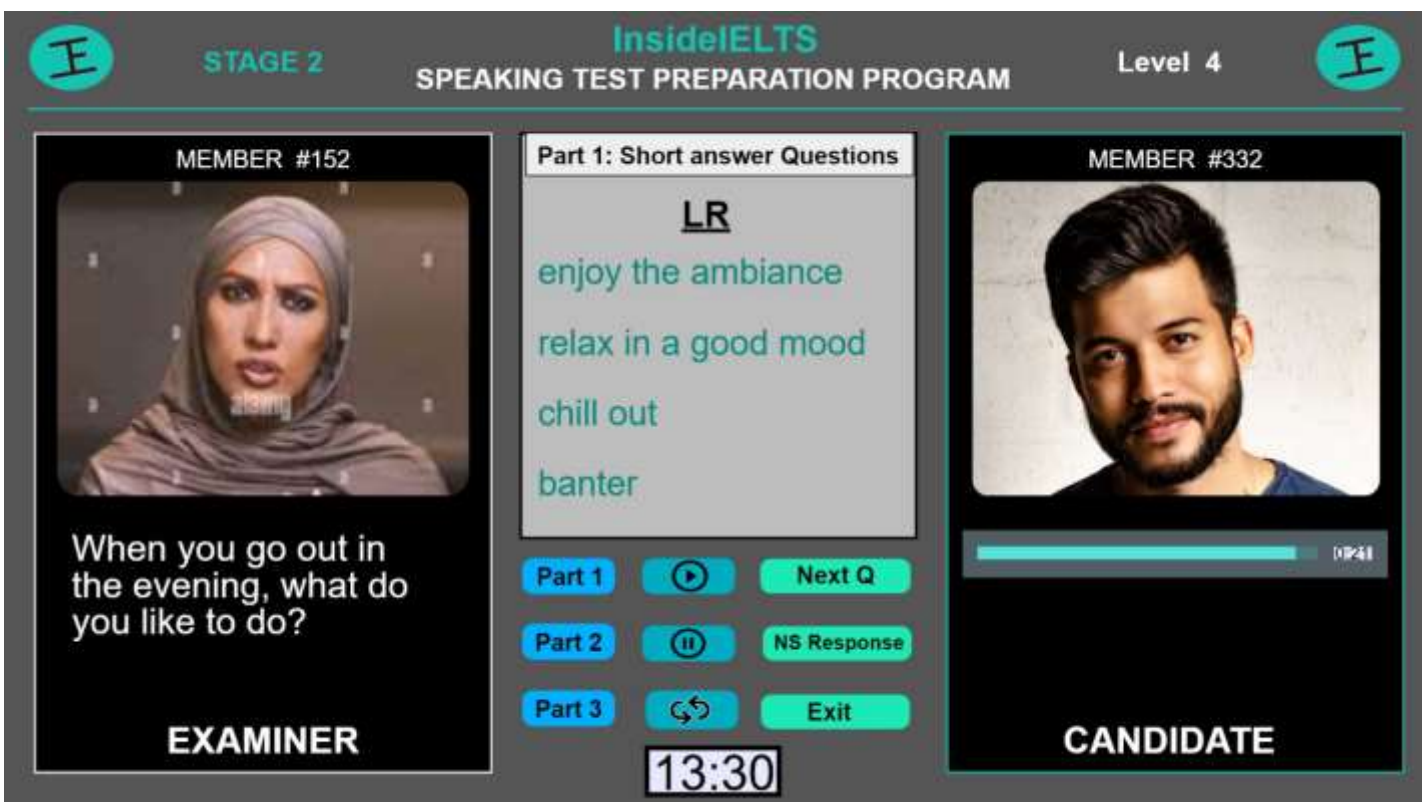 InsideIELTS
STAGE 2
SPEAKING TEST PREPARATION PROGRAM
Level 4
MEMBER #152
When you go out in
the evening, what do
you like to do?
EXAMINER
Part 1: Short answer Questions
LR
enjoy the ambiance
relax in a good mood
chill out
banter
Part 1
Next Q
Part 2
NS Response
Part 3
Exit
13:30
MEMBER #332
CANDIDATE